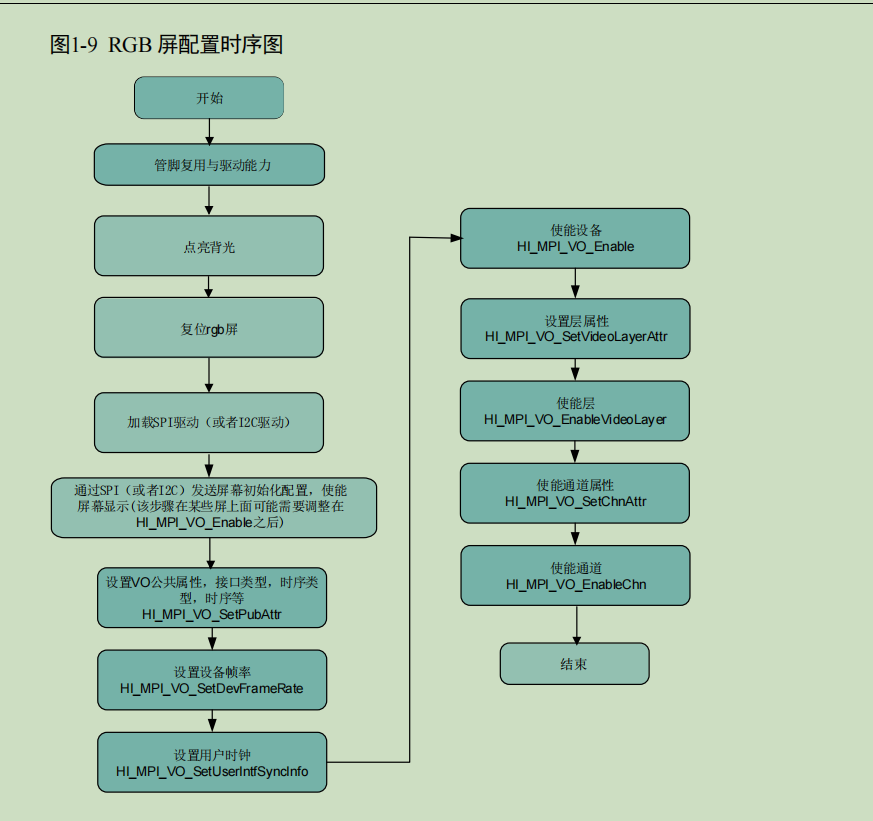 图1-9 RGB 屏配置时序图
开始
管脚复用与驱动能力
点亮背光
复位rgb屏
加载SPI驱动（或者I2C驱动）
通过SPI（或者I2C）发送屏幕初始化配置，使能
屏幕显示(该步骤在某些屏上面可能需要调整在
HI_MPI_VO_Enable之后)
设置VO公共属性，接口类型，时序类
型，时序等
HI_MPI_VO_SetPubAttr
设置设备帧率
HI_MPI_VO_SetDevFrameRate
设置用户时钟
HI_MPI_VO_SetUserIntfSyncInfo
使能设备
HI_MPI_VO_Enable
设置层属性
HI_MPI_VO_SetVideoLayerAttr
使能层
HI_MPI_VO_EnableVideoLayer
使能通道属性
HI_MPI_VO_SetChnAttr
使能通道
HI_MPI_VO_EnableChn
结束